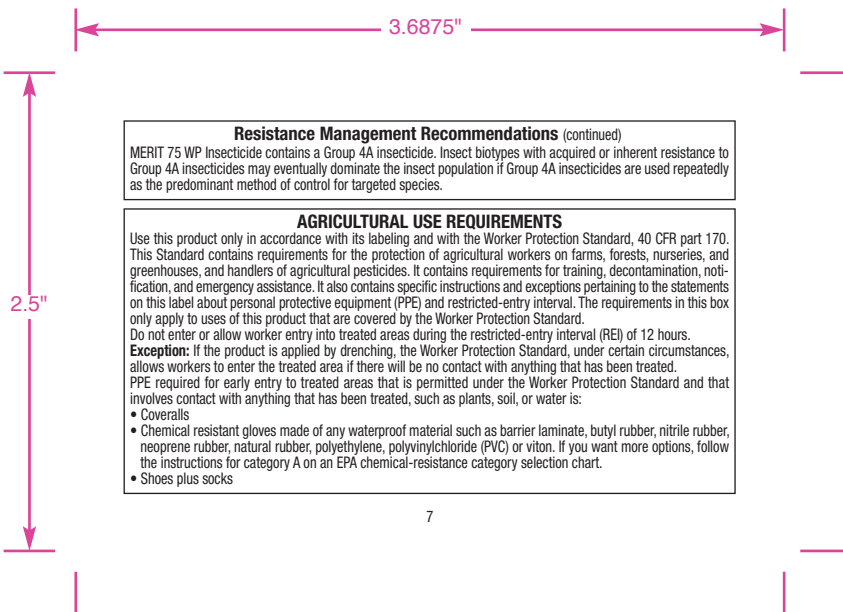 3.6875"
2.5"
Resistance Management Recommendations (continued)
MERIT 75 WP Insecticide contains a Group 4A insecticide. Insect biotypes with acquired or inherent resistance to
Group 4A insecticides may eventually dominate the insect population if Group 4A insecticides are used repeatedly
as the predominant method of control for targeted species.
AGRICULTURAL USE REQUIREMENTS
Use this product only in accordance with its labeling and with the Worker Protection Standard, 40 CFR part 170.
This Standard contains requirements for the protection of agricultural workers on farms, forests, nurseries, and
greenhouses, and handlers of agricultural pesticides. It contains requirements for training, decontamination, noti-
fication, and emergency assistance. It also contains specific instructions and exceptions pertaining to the statements
on this label about personal protective equipment (PPE) and restricted-entry interval. The requirements in this box
only apply to uses of this product that are covered by the Worker Protection Standard.
Do not enter or allow worker entry into treated areas during the restricted-entry interval (REI) of 12 hours.
Exception: If the product is applied by drenching, the Worker Protection Standard, under certain circumstances,
allows workers to enter the treated area if there will be no contact with anything that has been treated.
PPE required for early entry to treated areas that is permitted under the Worker Protection Standard and that
involves contact with anything that has been treated, such as plants, soil, or water is:
• Coveralls
• Chemical resistant gloves made of any waterproof material such as barrier laminate, butyl rubber, nitrile rubber,
neoprene rubber, natural rubber, polyethylene, polyvinylchloride (PVC) or viton. If you want more options, follow
the instructions for category A on an EPA chemical-resistance category selection chart.
• Shoes plus socks
7